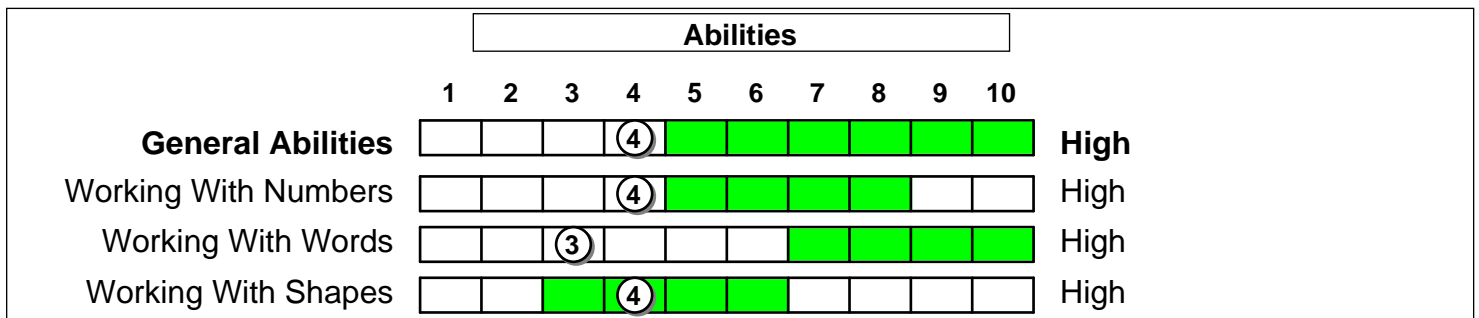 Abilities
1 2 3 4 5 6 7 8 9 10
General Abilities 4 High
Working With Numbers 4 High
Working With Words 3 High
Working With Shapes 4 High